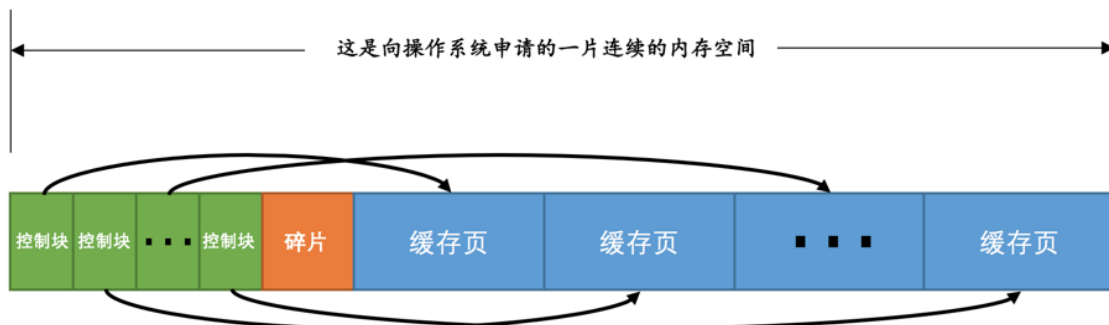 这是向操作系统申请的一片连续的内存空间
控制块 控制块 ··· 控制块 碎片 缓存页 缓存页 ··· 缓存页